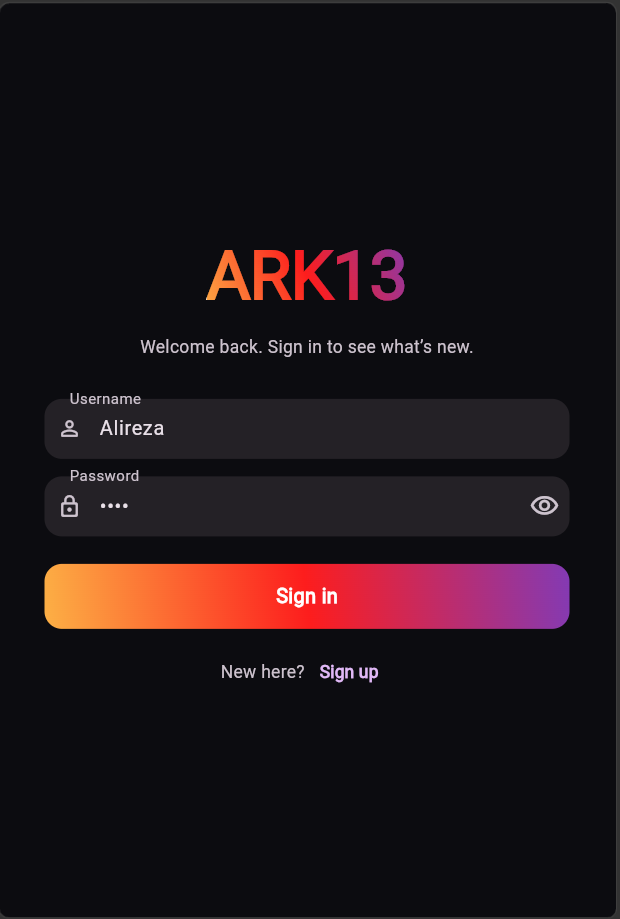 ARK13
Welcome back. Sign in to see what’s new.
Username
Alireza
Password
••••
Sign in
New here? Sign up